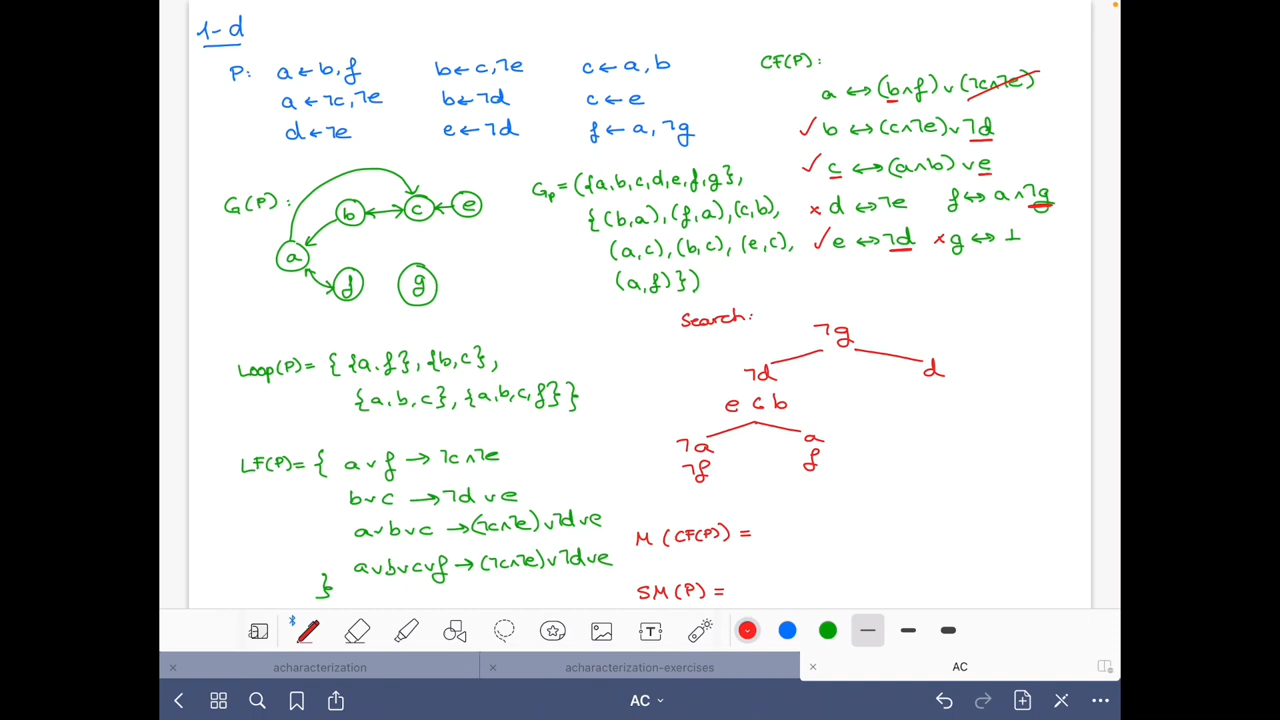 1-d
P: a ← b, f    b ← c, ¬e    c ← a, b
a ← ¬c, ¬e    b ← ¬d    c ← e
d ← ¬e    e ← ¬d    f ← a, ¬g
CF(P):
a ↔ (b ∧ f) ∨ (¬c ∧ ¬e)
✓ b ↔ (c ∧ ¬e) ∨ ¬d
✓ c ↔ (a ∧ b) ∨ e
× d ↔ ¬e    f ↔ a ∧ ¬g
✓ e ↔ ¬d    × g ↔ ⊥
G(P):
a
b
c
e
f
g
G_P = ({a, b, c, d, e, f, g},
{(b, a), (f, a), (c, b),
(a, c), (b, c), (e, c),
(a, f)})
Loop(P) = { {a, f}, {b, c},
{a, b, c}, {a, b, c, f} }
LF(P) = { a ∨ f → ¬c ∧ ¬e
b ∨ c → ¬d ∨ e
a ∨ b ∨ c → (¬c ∧ ¬e) ∨ ¬d ∨ e
a ∨ b ∨ c ∨ f → (¬c ∧ ¬e) ∨ ¬d ∨ e
}
Search:
¬g
¬d    d
e c b
¬a    a
¬f    f
M(CF(P)) =
SM(P) =
acharacterization
acharacterization-exercises
AC
AC